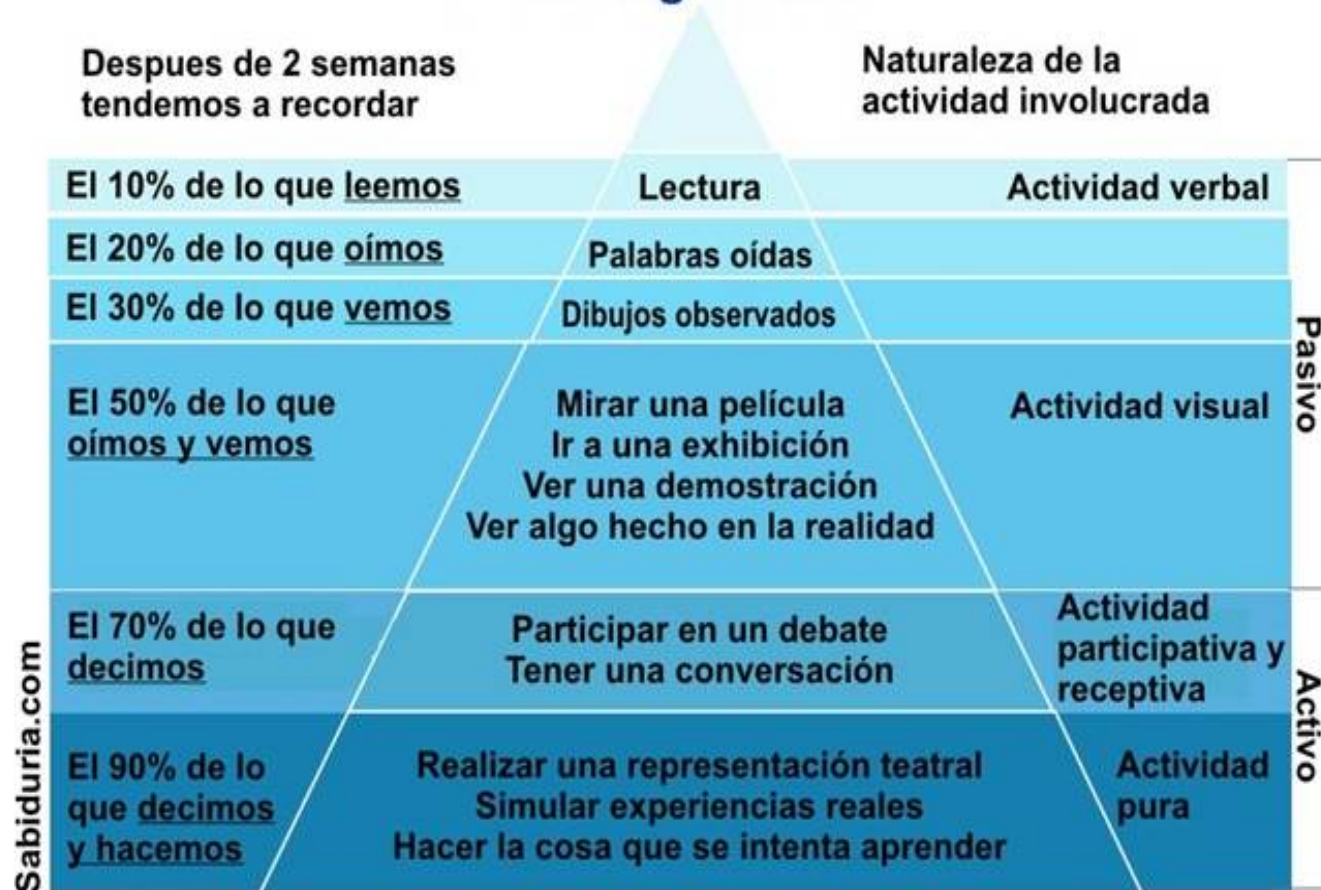 Despues de 2 semanas
tendemos a recordar
Naturaleza de la
actividad involucrada
El 10% de lo que leemos
Lectura
Actividad verbal
El 20% de lo que oímos
Palabras oídas
El 30% de lo que vemos
Dibujos observados
El 50% de lo que
oímos y vemos
Mirar una película
Ir a una exhibición
Ver una demostración
Ver algo hecho en la realidad
Actividad visual
Pasivo
El 70% de lo que
decimos
Participar en un debate
Tener una conversación
Actividad
participativa y
receptiva
El 90% de lo
que decimos
y hacemos
Realizar una representación teatral
Simular experiencias reales
Hacer la cosa que se intenta aprender
Actividad
pura
Activo
Sabiduria.com